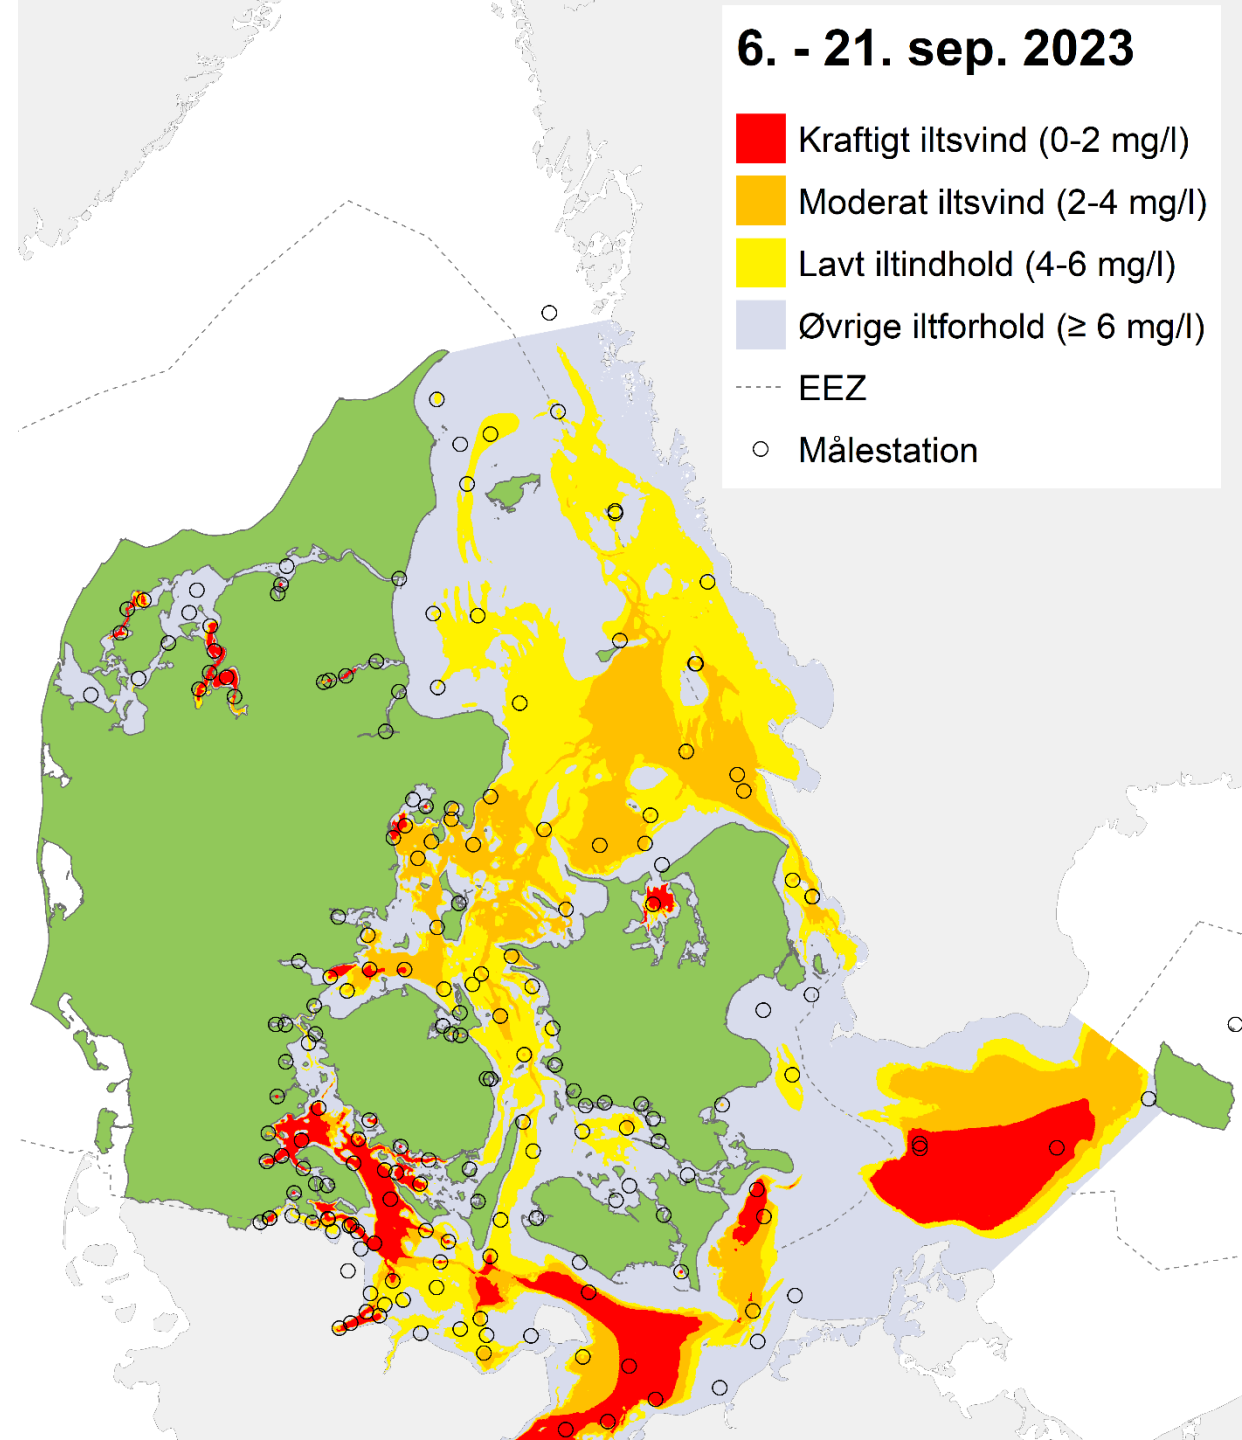 6. - 21. sep. 2023
Kraftigt iltsvind (0-2 mg/l)
Moderat iltsvind (2-4 mg/l)
Lavt iltindhold (4-6 mg/l)
Øvrige iltforhold (≥ 6 mg/l)
EEZ
Målestation